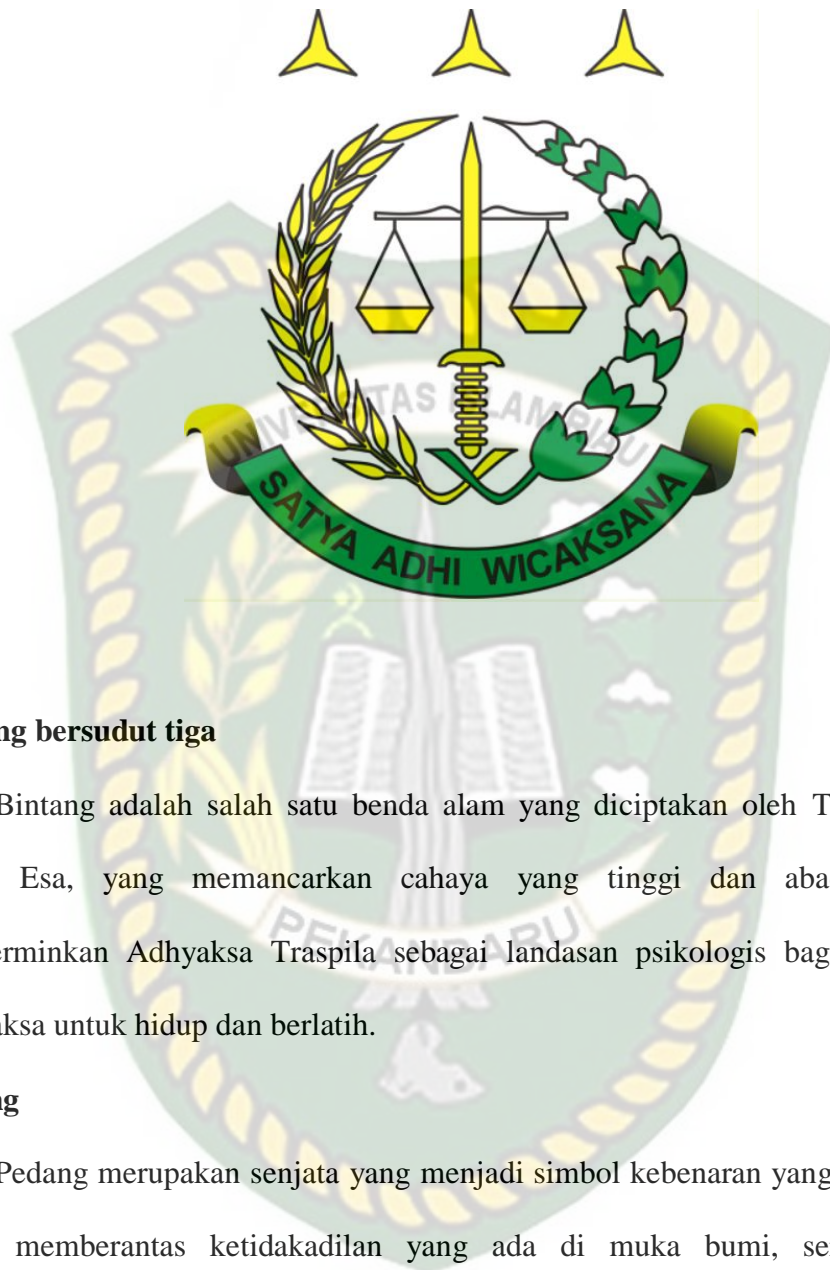 UNIVERSITAS ISLAM RIAU
SATYA ADHI WICAKSANA
ng bersudut tiga
Bintang adalah salah satu benda alam yang diciptakan oleh T
Esa, yang memancarkan cahaya yang tinggi dan aba
erminkan Adhyaksa Traspila sebagai landasan psikologis bag
aksa untuk hidup dan berlatih.
PEKANBARU
ng
Pedang merupakan senjata yang menjadi simbol kebenaran yang
memberantas ketidakadilan yang ada di muka bumi, se